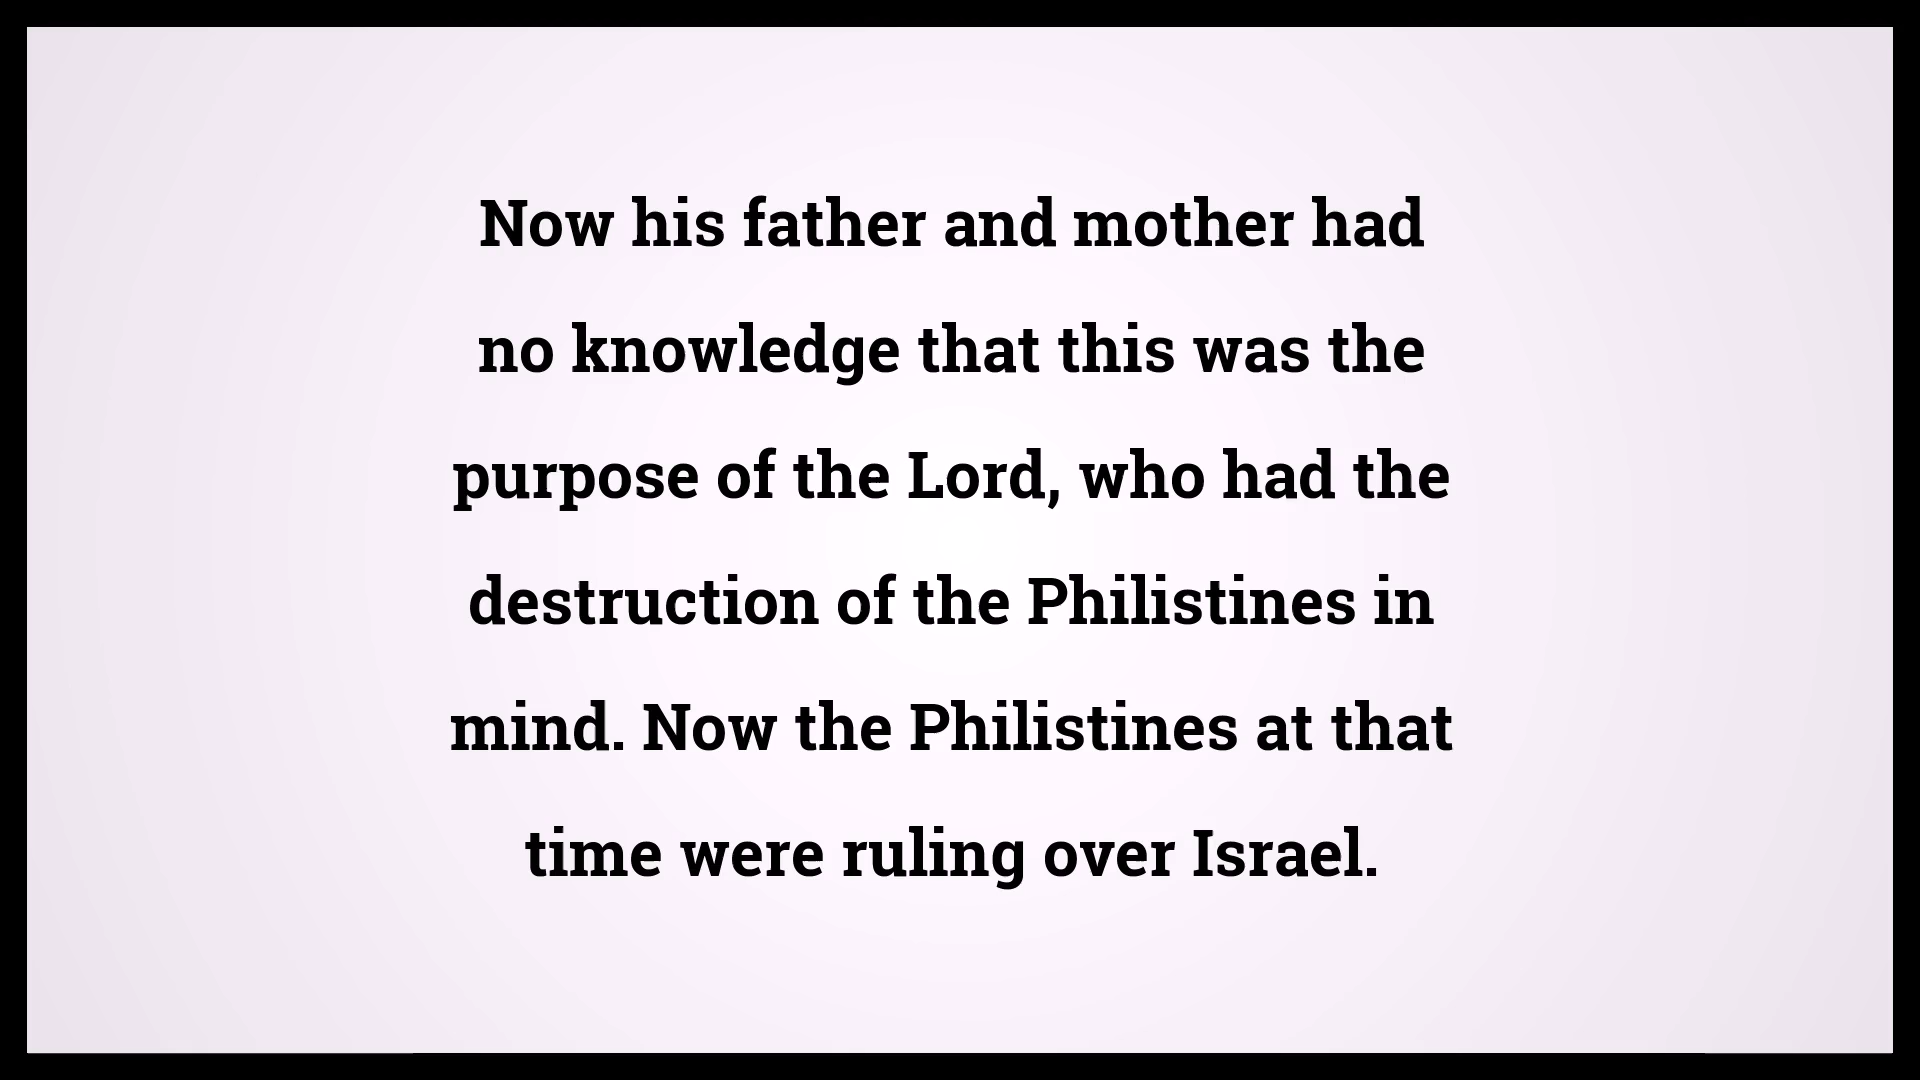 Now his father and mother had
no knowledge that this was the
purpose of the Lord, who had the
destruction of the Philistines in
mind. Now the Philistines at that
time were ruling over Israel.